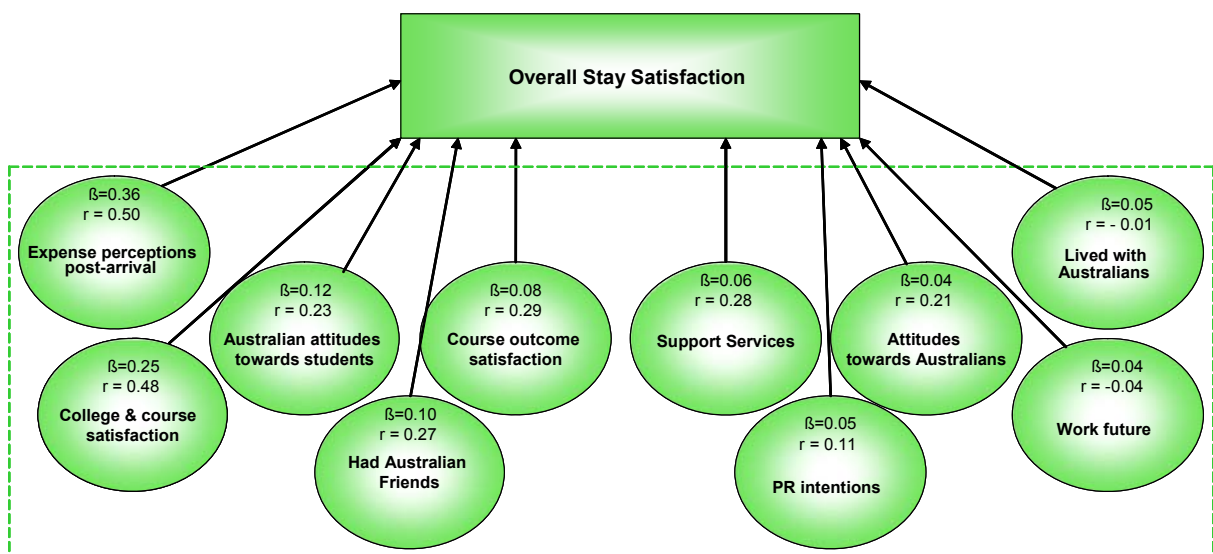 Overall Stay Satisfaction
ß=0.36
r = 0.50
Expense perceptions
post-arrival
ß=0.25
r = 0.48
College & course
satisfaction
ß=0.12
r = 0.23
Australian attitudes
towards students
ß=0.10
r = 0.27
Had Australian
Friends
ß=0.08
r = 0.29
Course outcome
satisfaction
ß=0.06
r = 0.28
Support Services
ß=0.05
r = 0.11
PR intentions
ß=0.04
r = 0.21
Attitudes
towards Australians
ß=0.05
r = - 0.01
Lived with
Australians
ß=0.04
r = -0.04
Work future